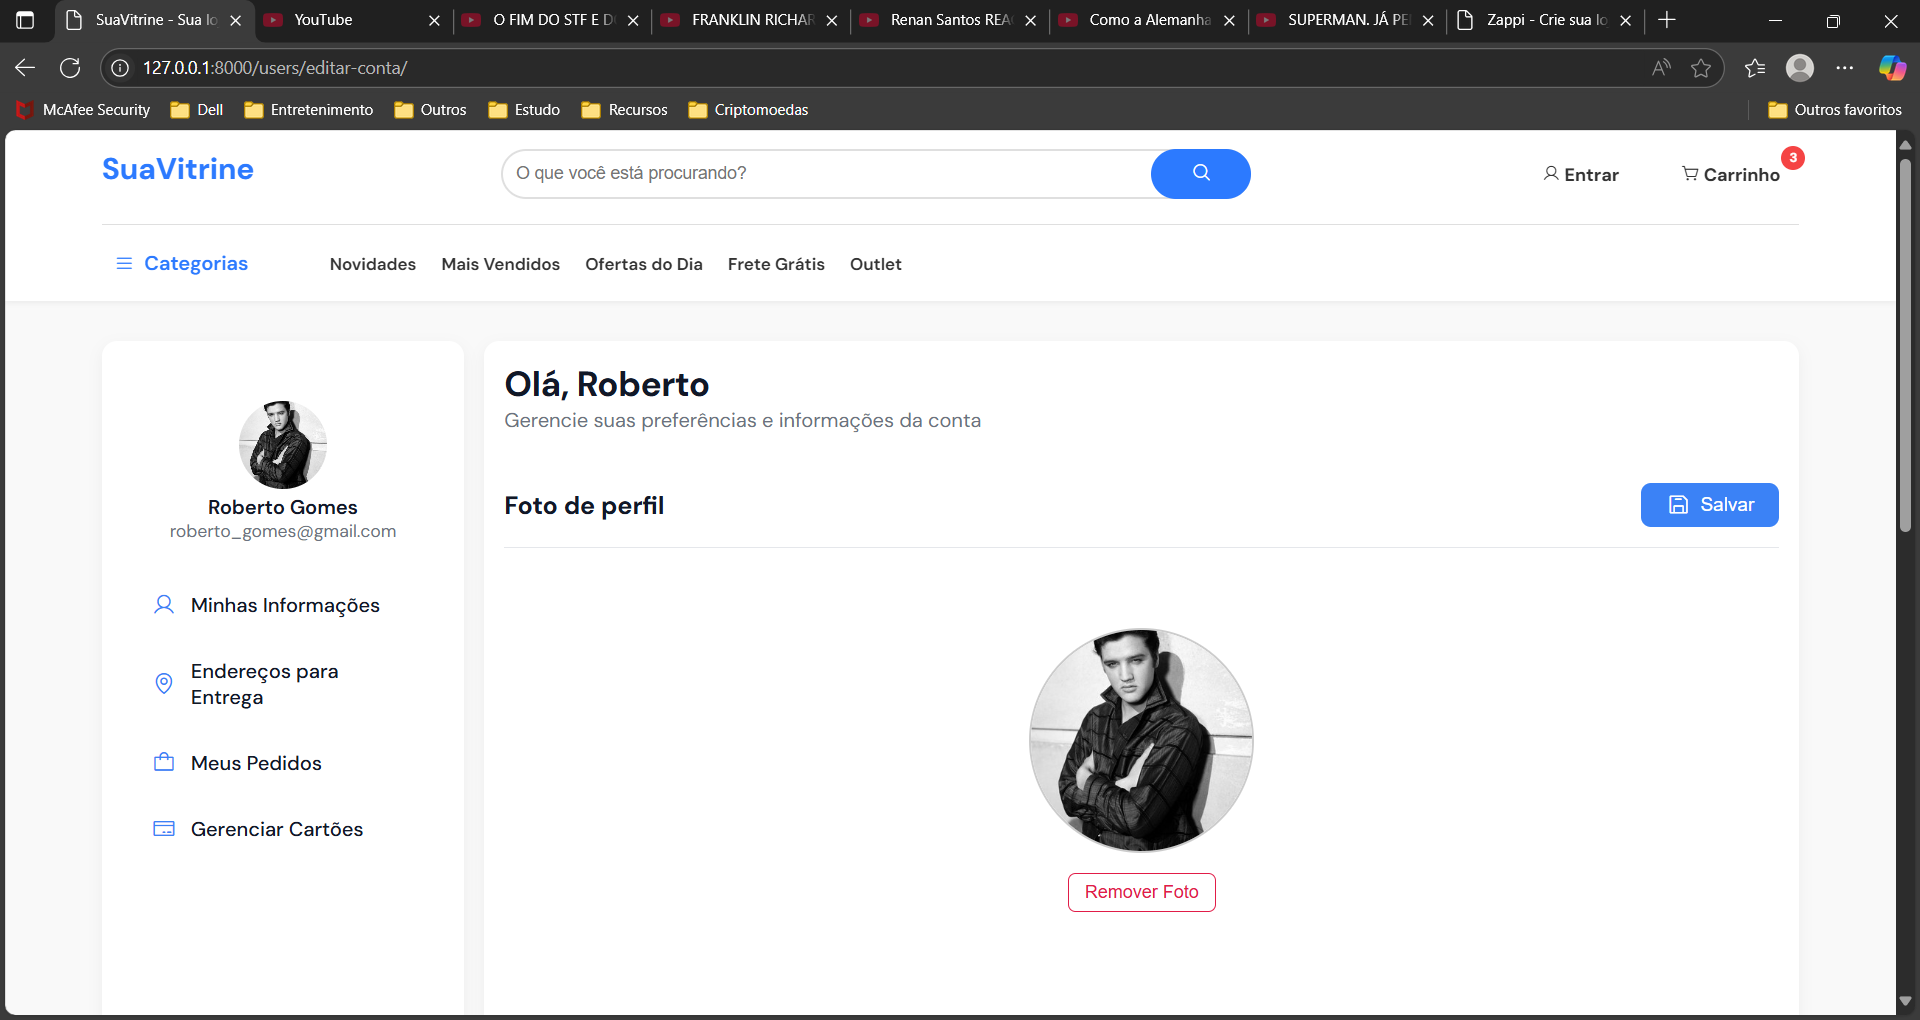 SuaVitrine - Sua lo
YouTube
O FIM DO STF E D
FRANKLIN RICHAR
Renan Santos REA
Como a Alemanha
SUPERMAN. JÁ PE
Zappi - Crie sua lo
127.0.0.1:8000/users/editar-conta/
McAfee Security
Dell
Entretenimento
Outros
Estudo
Recursos
Criptomoedas
Outros favoritos
SuaVitrine
O que você está procurando?
Entrar
Carrinho
3
Categorias
Novidades
Mais Vendidos
Ofertas do Dia
Frete Grátis
Outlet
Roberto Gomes
roberto_gomes@gmail.com
Minhas Informações
Endereços para
Entrega
Meus Pedidos
Gerenciar Cartões
Olá, Roberto
Gerencie suas preferências e informações da conta
Foto de perfil
Salvar
Remover Foto